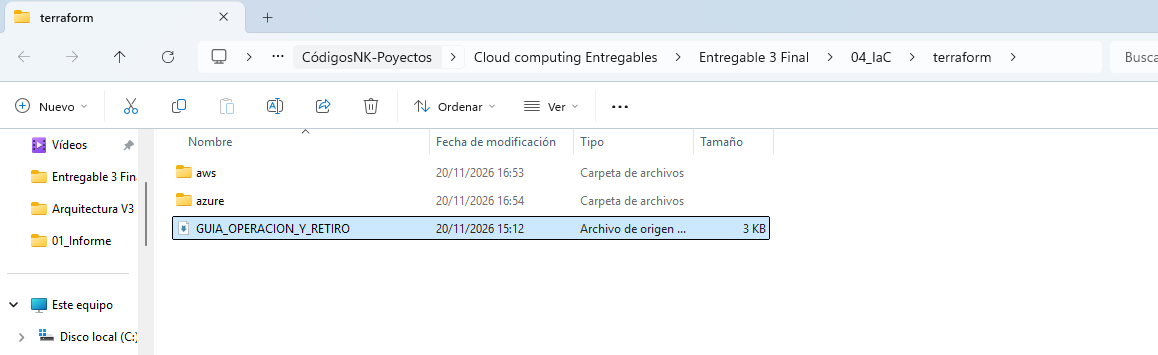 terraform
CódigosNK-Poyectos
Cloud computing Entregables
Entregable 3 Final
04_IaC
terraform
Busca
Nuevo
Ordenar
Ver
Nombre
Fecha de modificación
Tipo
Tamaño
Vídeos
aws
20/11/2026 16:53
Carpeta de archivos
Entregable 3 Fin
azure
20/11/2026 16:54
Carpeta de archivos
Arquitectura V3
GUIA_OPERACION_Y_RETIRO
20/11/2026 15:12
Archivo de origen ...
3 KB
01_Informe
Este equipo
Disco local (C:)